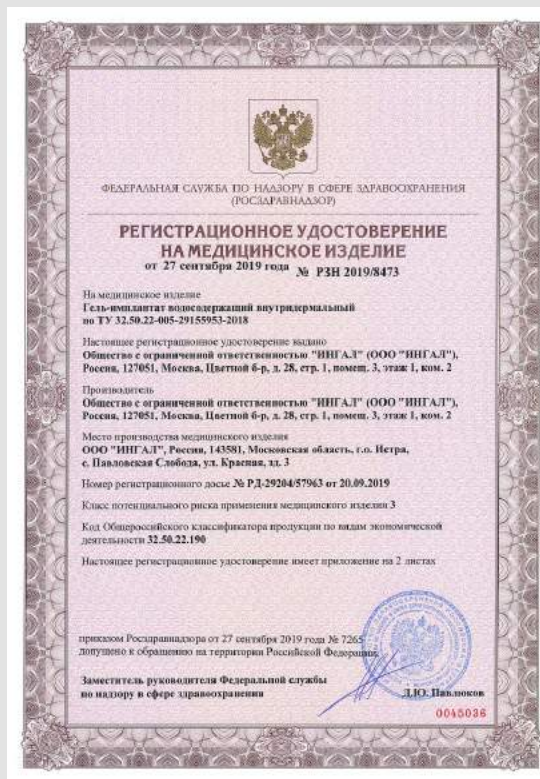 ФЕДЕРАЛЬНАЯ СЛУЖБА ПО НАДЗОРУ В СФЕРЕ ЗДРАВООХРАНЕНИЯ
(РОСЗДРАВНАДЗОР)
РЕГИСТРАЦИОННОЕ УДОСТОВЕРЕНИЕ
НА МЕДИЦИНСКОЕ ИЗДЕЛИЕ
от 27 сентября 2019 года № РЗН 2019/8473
На медицинское изделие
Гель-имплантат водосодержащий внутридермальный
по ТУ 32.50.22-005-29155953-2018
Настоящее регистрационное удостоверение выдано
Общество с ограниченной ответственностью "ИНГАЛ" (ООО "ИНГАЛ"),
Россия, 127051, Москва, Цветной б-р, д. 28, стр. 1, помещ. 3, этаж 1, ком. 2
Производитель
Общество с ограниченной ответственностью "ИНГАЛ" (ООО "ИНГАЛ"),
Россия, 127051, Москва, Цветной б-р, д. 28, стр. 1, помещ. 3, этаж 1, ком. 2
Место производства медицинского изделия
ООО "ИНГАЛ", Россия, 143581, Московская область, г.о. Истра,
с. Павловская Слобода, ул. Красная, зд. 3
Номер регистрационного досье № РД-29204/57963 от 20.09.2019
Класс потенциального риска применения медицинского изделия 3
Код Общероссийского классификатора продукции по видам экономической
деятельности 32.50.22.190
Настоящее регистрационное удостоверение имеет приложение на 2 листах
приказом Росздравнадзора от 27 сентября 2019 года № 7265
допущено к обращению на территории Российской Федерации.
Заместитель руководителя Федеральной службы
по надзору в сфере здравоохранения
Д.Ю. Павлюков
0045036